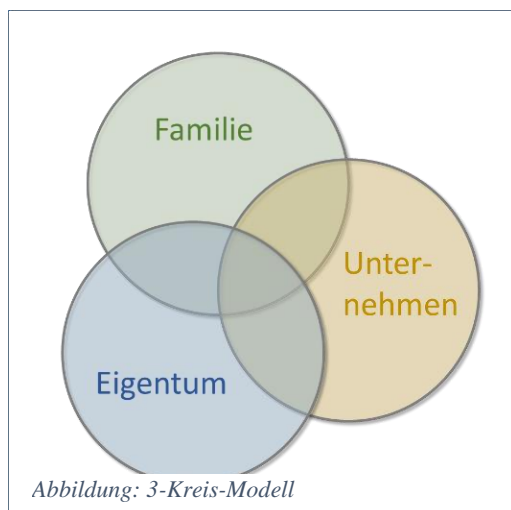 Familie
Unter-
nehmen
Eigentum
Abbildung: 3-Kreis-Modell